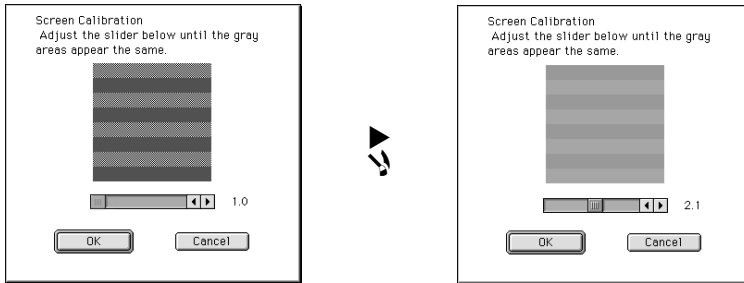 Screen Calibration
Adjust the slider below until the gray
areas appear the same.
1.0
OK
Cancel
Screen Calibration
Adjust the slider below until the gray
areas appear the same.
2.1
OK
Cancel